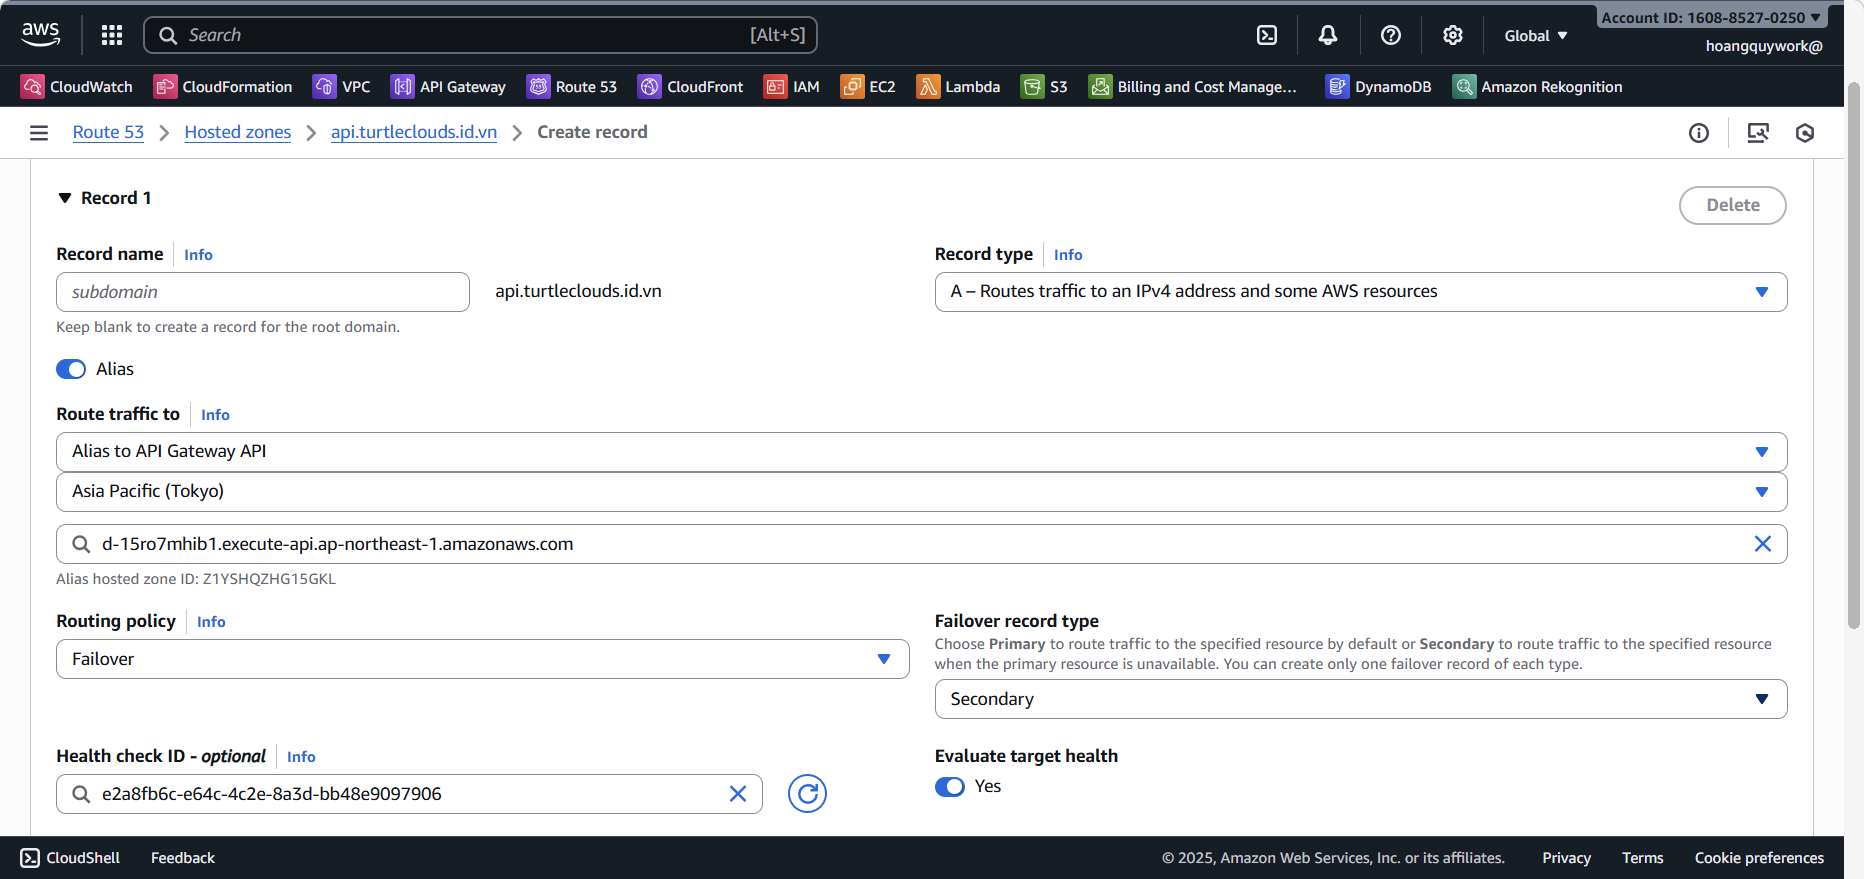 aws
Search [Alt+S]
Global
Account ID: 1608-8527-0250
hoangquywork@
CloudWatch CloudFormation VPC API Gateway Route 53 CloudFront IAM EC2 Lambda S3 Billing and Cost Manage... DynamoDB Amazon Rekognition
Route 53 Hosted zones api.turtleclouds.id.vn Create record
Record 1
Delete
Record name Info
subdomain
api.turtleclouds.id.vn
Keep blank to create a record for the root domain.
Record type Info
A – Routes traffic to an IPv4 address and some AWS resources
Alias
Route traffic to Info
Alias to API Gateway API
Asia Pacific (Tokyo)
d-15ro7mhib1.execute-api.ap-northeast-1.amazonaws.com
Alias hosted zone ID: Z1YSHQZHG15GKL
Routing policy Info
Failover
Failover record type
Choose Primary to route traffic to the specified resource by default or Secondary to route traffic to the specified resource
when the primary resource is unavailable. You can create only one failover record of each type.
Secondary
Health check ID - optional Info
e2a8fb6c-e64c-4c2e-8a3d-bb48e9097906
Evaluate target health
Yes
CloudShell Feedback
© 2025, Amazon Web Services, Inc. or its affiliates. Privacy Terms Cookie preferences